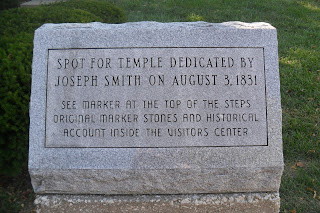 SPOT FOR TEMPLE DEDICATED BY
JOSEPH SMITH ON AUGUST 3, 1831
SEE MARKER AT THE TOP OF THE STEPS
ORIGINAL MARKER STONES AND HISTORICAL
ACCOUNT INSIDE THE VISITORS CENTER